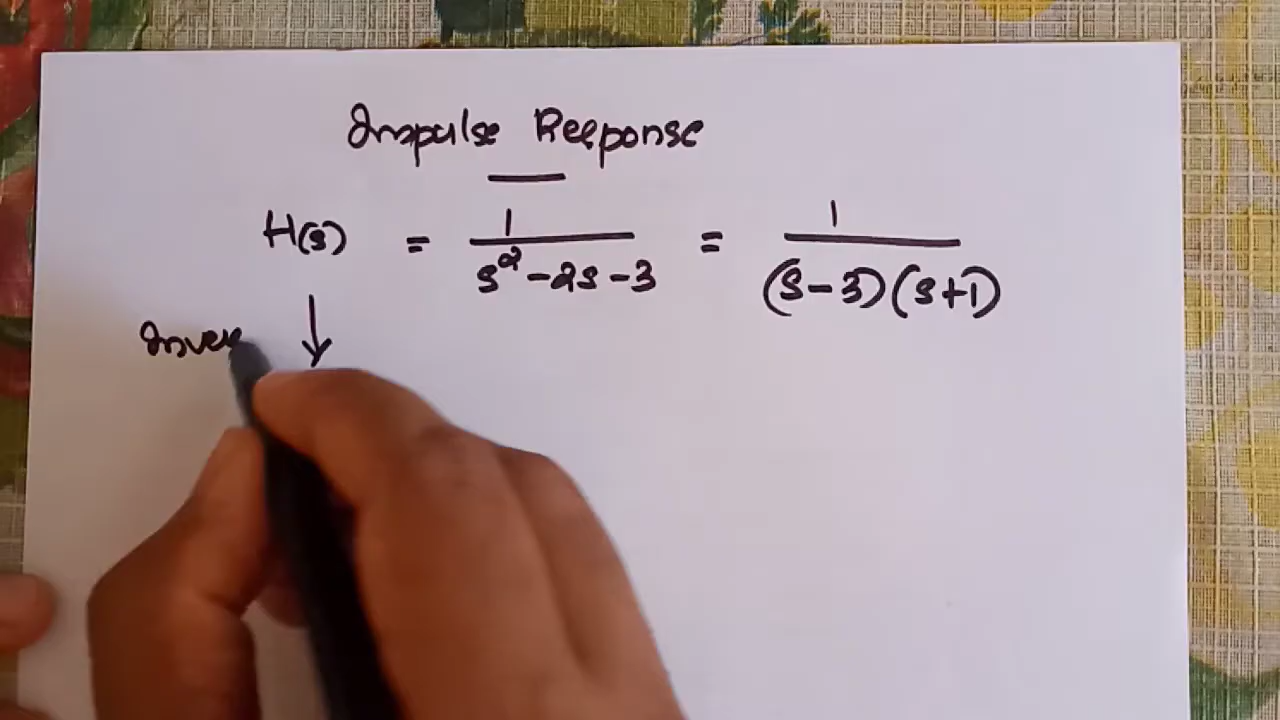 Impulse Response
H(s) = 1/(s² - 2s - 3) = 1/((s-3)(s+1))
↓
Inver